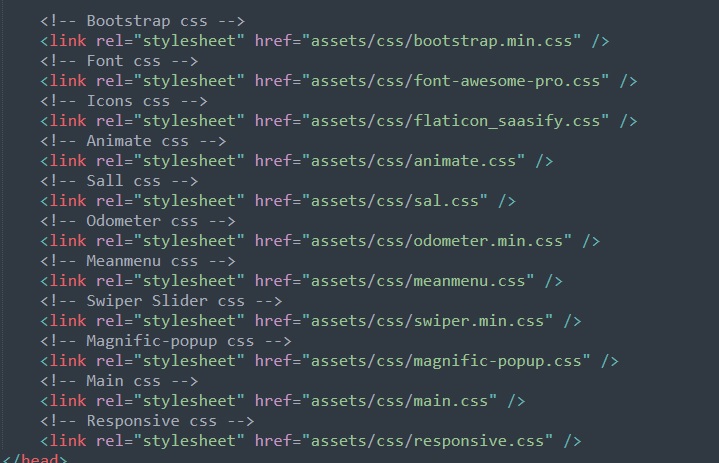 <!-- Bootstrap css -->
<link rel="stylesheet" href="assets/css/bootstrap.min.css" />
<!-- Font css -->
<link rel="stylesheet" href="assets/css/font-awesome-pro.css" />
<!-- Icons css -->
<link rel="stylesheet" href="assets/css/flaticon_saasify.css" />
<!-- Animate css -->
<link rel="stylesheet" href="assets/css/animate.css" />
<!-- Sall css -->
<link rel="stylesheet" href="assets/css/sal.css" />
<!-- Odometer css -->
<link rel="stylesheet" href="assets/css/odometer.min.css" />
<!-- Meanmenu css -->
<link rel="stylesheet" href="assets/css/meanmenu.css" />
<!-- Swiper Slider css -->
<link rel="stylesheet" href="assets/css/swiper.min.css" />
<!-- Magnific-popup css -->
<link rel="stylesheet" href="assets/css/magnific-popup.css" />
<!-- Main css -->
<link rel="stylesheet" href="assets/css/main.css" />
<!-- Responsive css -->
<link rel="stylesheet" href="assets/css/responsive.css" />
</head>